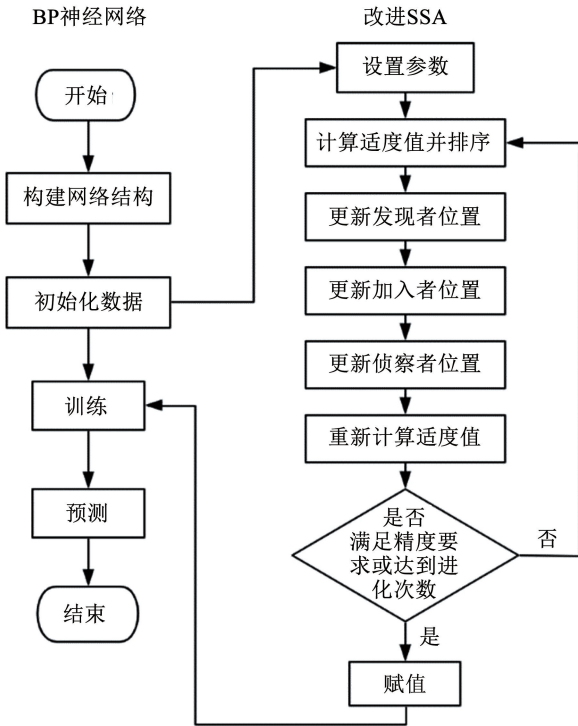 BP神经网络
开始
构建网络结构
初始化数据
训练
预测
结束
改进SSA
设置参数
计算适度值并排序
更新发现者位置
更新加入者位置
更新侦察者位置
重新计算适度值
是否
满足精度要
求或达到进
化次数
否
是
赋值